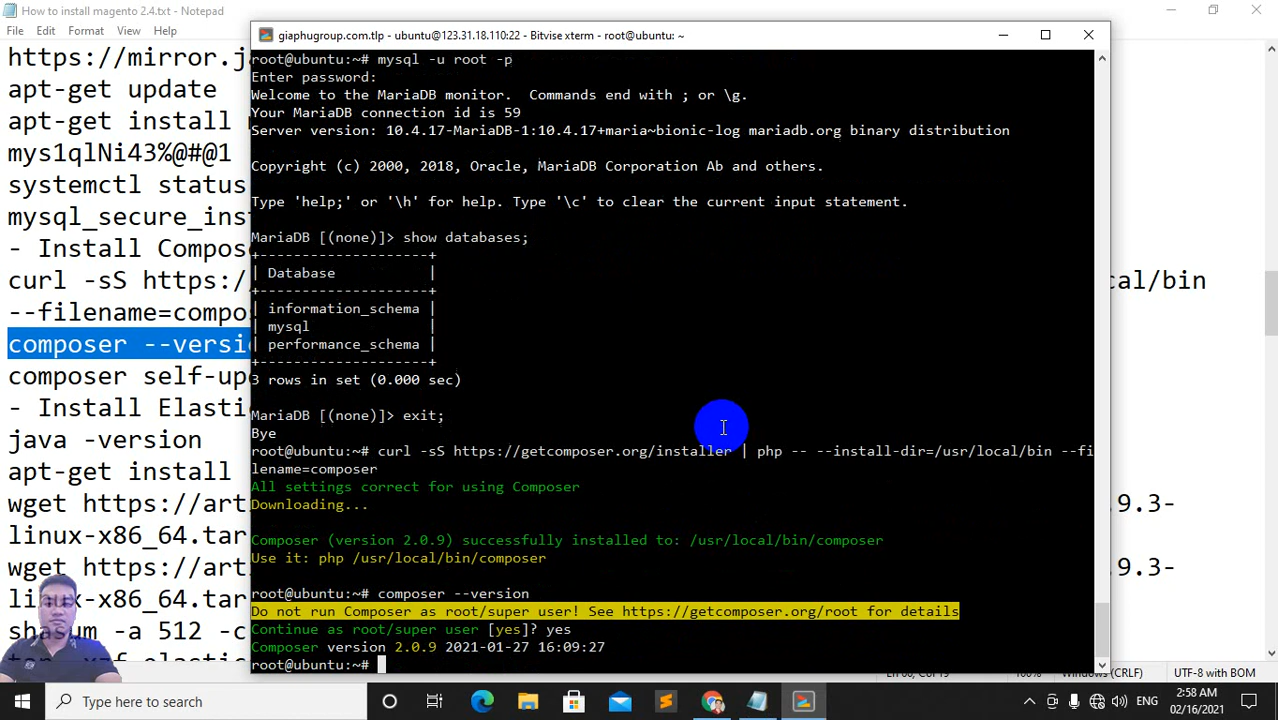 How to install magento 2.4.txt - Notepad
File Edit Format View Help
https://mirror.j
apt-get update
apt-get install
mys1qlNi43%@#@1
systemctl status
mysql_secure_ins
- Install Compos
curl -sS https:/
local/bin
--filename=compo
composer --versi
composer self-up
- Install Elasti
java -version
apt-get install
wget https://art
.9.3-
linux-x86_64.tar
wget https://art
.9.3-
linux-x86_64.tar
shasum -a 512 -c
giaphugroup.com.tlp - ubuntu@123.31.18.110:22 - Bitvise xterm - root@ubuntu: ~
root@ubuntu:~# mysql -u root -p
Enter password:
Welcome to the MariaDB monitor.  Commands end with ; or \g.
Your MariaDB connection id is 59
Server version: 10.4.17-MariaDB-1:10.4.17+maria~bionic-log mariadb.org binary distribution
Copyright (c) 2000, 2018, Oracle, MariaDB Corporation Ab and others.
Type 'help;' or '\h' for help. Type '\c' to clear the current input statement.
MariaDB [(none)]> show databases;
+--------------------+
| Database           |
+--------------------+
| information_schema |
| mysql              |
| performance_schema |
+--------------------+
3 rows in set (0.000 sec)
MariaDB [(none)]> exit;
Bye
root@ubuntu:~# curl -sS https://getcomposer.org/installer | php -- --install-dir=/usr/local/bin --fi
lename=composer
All settings correct for using Composer
Downloading...
Composer (version 2.0.9) successfully installed to: /usr/local/bin/composer
Use it: php /usr/local/bin/composer
root@ubuntu:~# composer --version
Do not run Composer as root/super user! See https://getcomposer.org/root for details
Continue as root/super user [yes]? yes
Composer version 2.0.9 2021-01-27 16:09:27
root@ubuntu:~#
(CRLF) UTF-8 with BOM
Type here to search
ENG
2:58 AM
02/16/2021